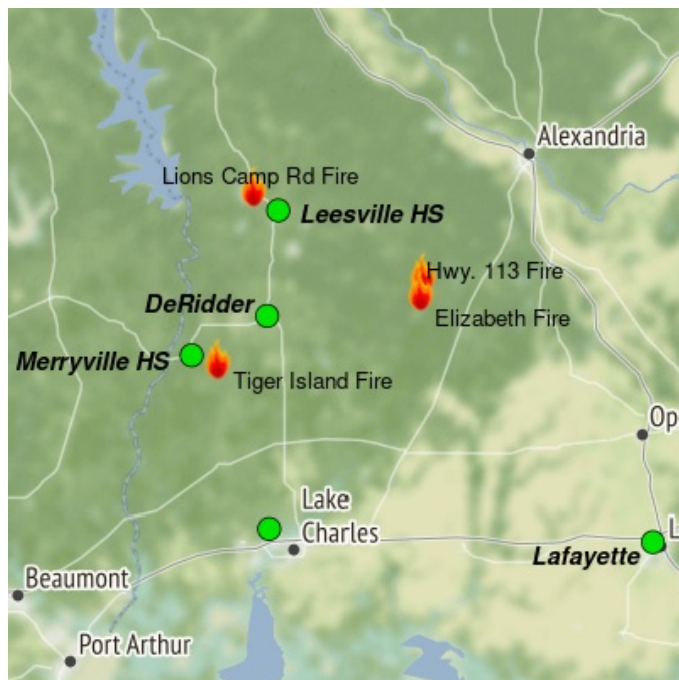 Alexandria
Lions Camp Rd Fire
Leesville HS
Hwy. 113 Fire
DeRidder
Elizabeth Fire
Merryville HS
Tiger Island Fire
Op
Lake
Charles
L
Lafayette
Beaumont
Port Arthur